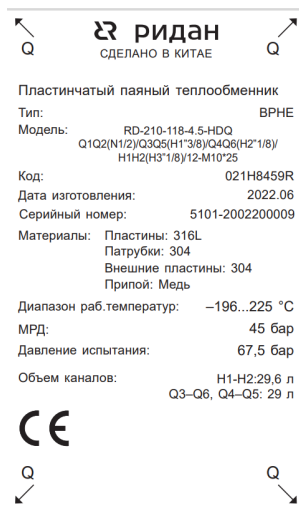 Q ридан Q
СДЕЛАНО В КИТАЕ
Пластинчатый паяный теплообменник
Тип: BPHE
Модель: RD-210-118-4.5-HDQ
Q1Q2(N1/2)/Q3Q5(H1"3/8)/Q4Q6(H2"1/8)/
H1H2(H3"1/8)/12-M10*25
Код: 021H8459R
Дата изготовления: 2022.06
Серийный номер: 5101-2002200009
Материалы: Пластины: 316L
Патрубки: 304
Внешние пластины: 304
Припой: Медь
Диапазон раб.температур: –196...225 °C
МРД: 45 бар
Давление испытания: 67,5 бар
Объем каналов: H1-H2:29,6 л
Q3–Q6, Q4–Q5: 29 л
CE
Q Q